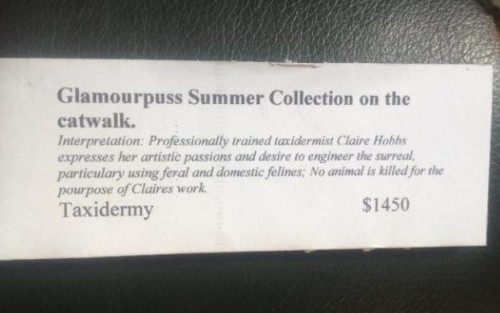 Glamourpuss Summer Collection on the
catwalk.
Interpretation: Professionally trained taxidermist Claire Hobbs
expresses her artistic passions and desire to engineer the surreal,
particulary using feral and domestic felines; No animal is killed for the
pourpose of Claires work.
Taxidermy $1450